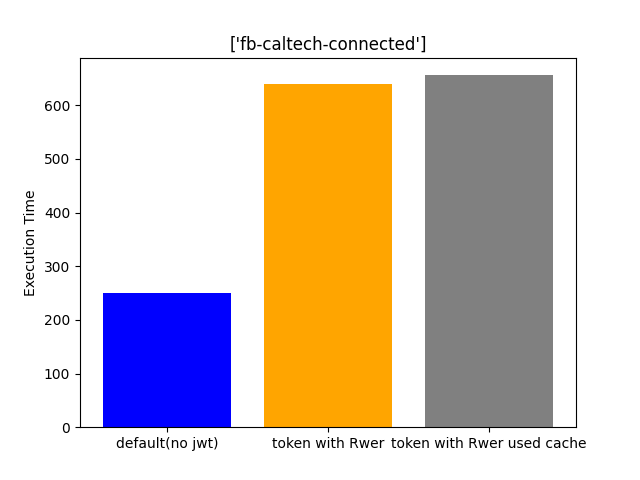 ['fb-caltech-connected']
Execution Time
600
500
400
300
200
100
0
default(no jwt)
token with Rwer
token with Rwer used cache